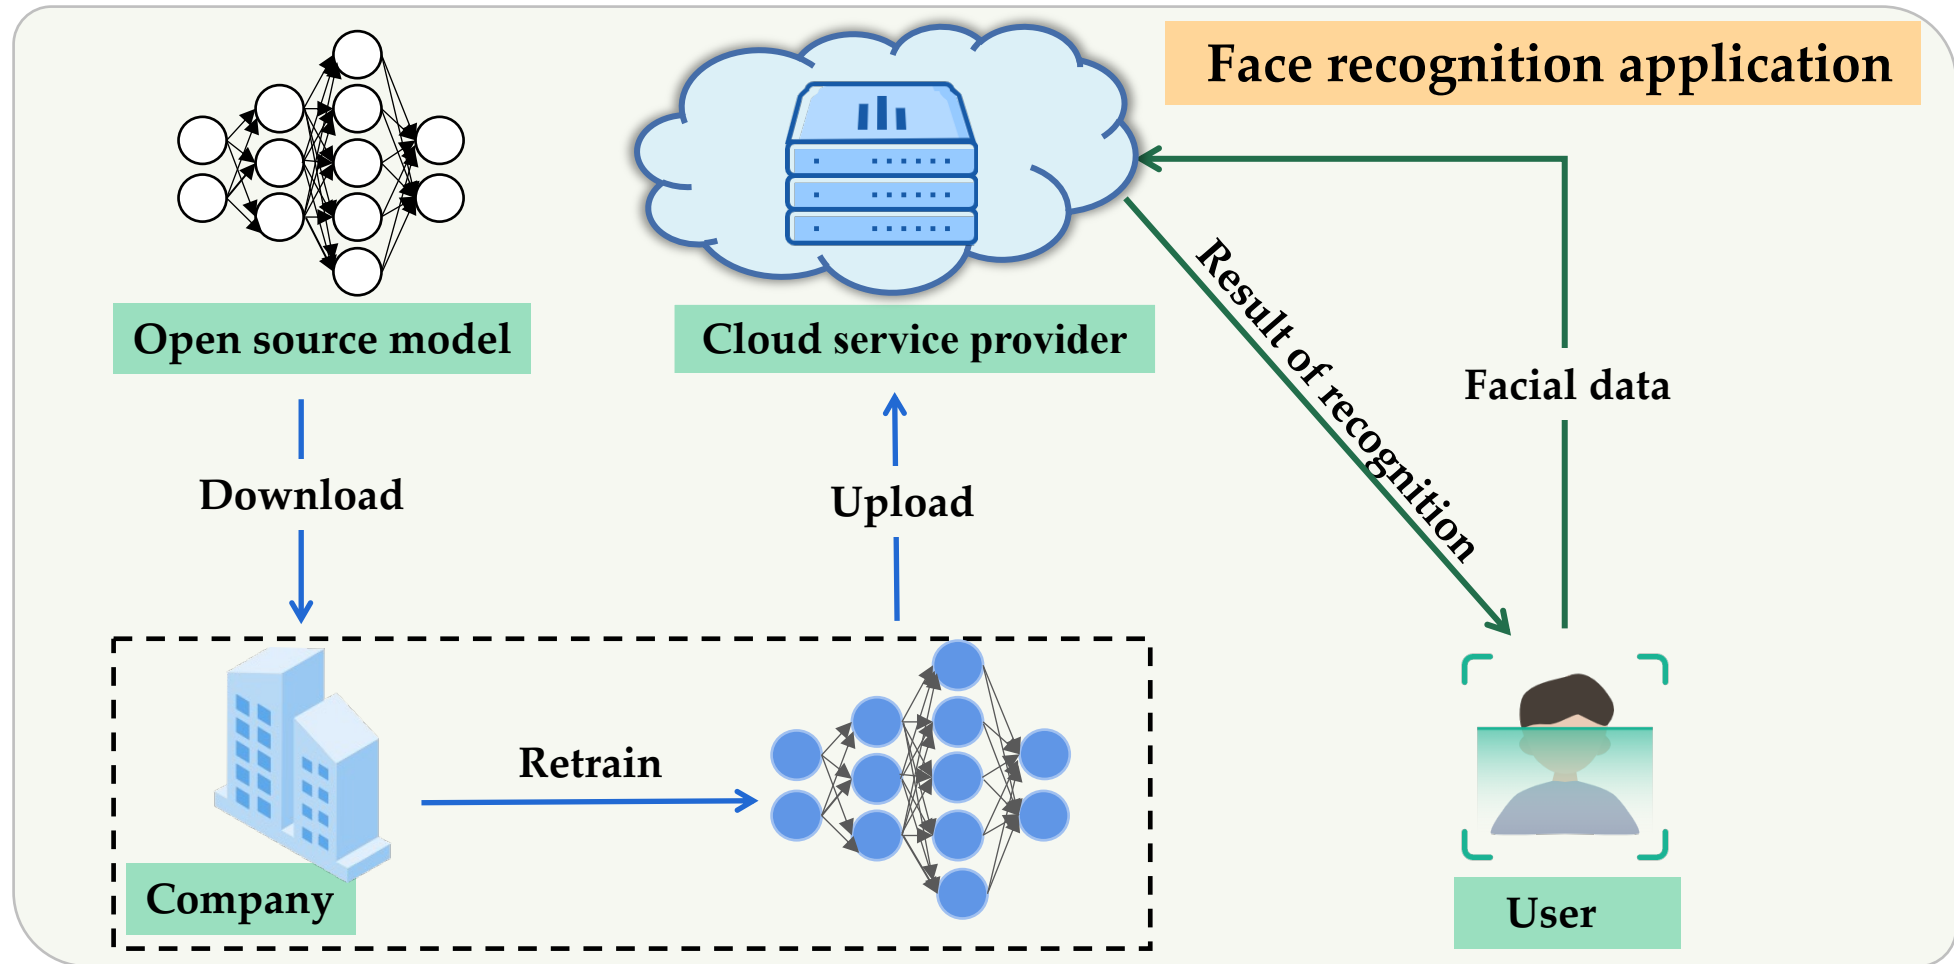 Face recognition application
Open source model
Cloud service provider
Result of recognition
Facial data
Download
Upload
Retrain
Company
User